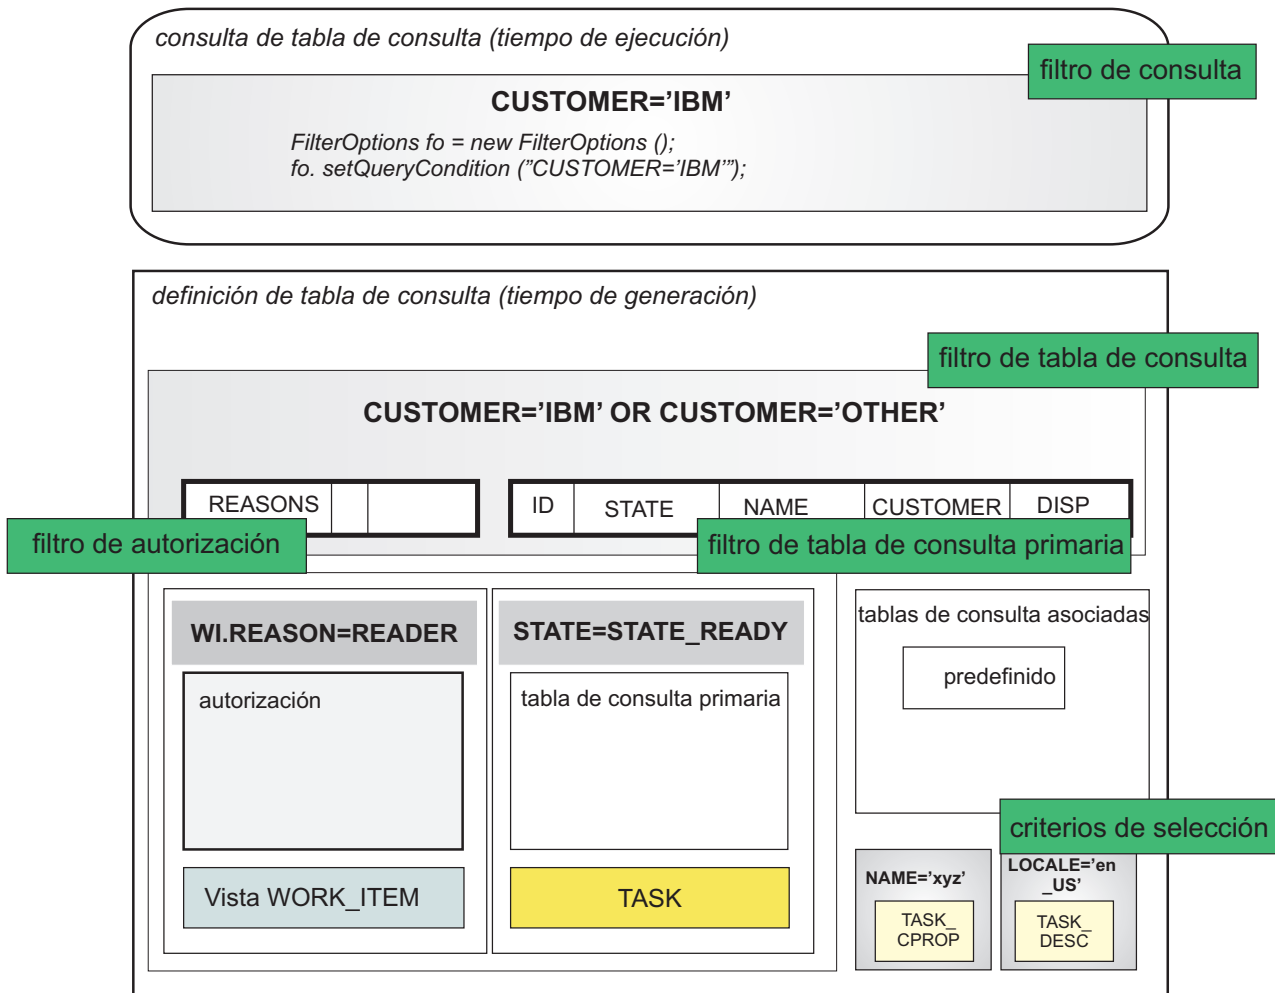 consulta de tabla de consulta (tiempo de ejecución)
filtro de consulta
CUSTOMER='IBM'
FilterOptions fo = new FilterOptions ();
fo. setQueryCondition ("CUSTOMER='IBM'");
definición de tabla de consulta (tiempo de generación)
filtro de tabla de consulta
CUSTOMER='IBM' OR CUSTOMER='OTHER'
REASONS
ID STATE NAME CUSTOMER DISP
filtro de autorización
filtro de tabla de consulta primaria
WI.REASON=READER
STATE=STATE_READY
tablas de consulta asociadas
predefinido
autorización
tabla de consulta primaria
criterios de selección
Vista WORK_ITEM
TASK
NAME='xyz'
TASK_
CPROP
LOCALE='en
_US'
TASK_
DESC